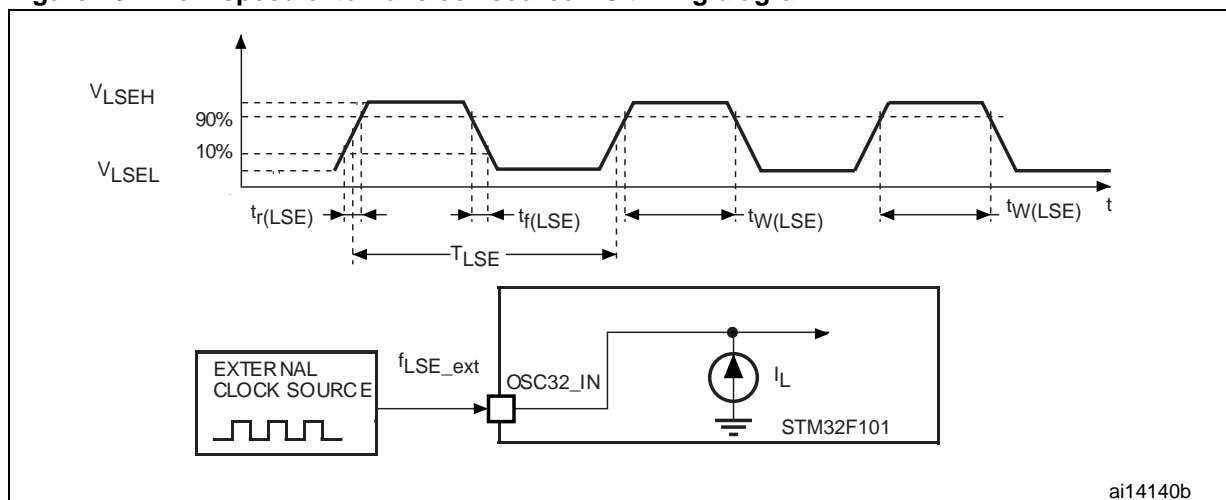 V_LSEH
90%
10%
V_LSEL
t_r(LSE)
t_f(LSE)
t_W(LSE)
t_W(LSE)
t
T_LSE
EXTERNAL
CLOCK SOURCE
f_LSE_ext
OSC32_IN
I_L
STM32F101
ai14140b